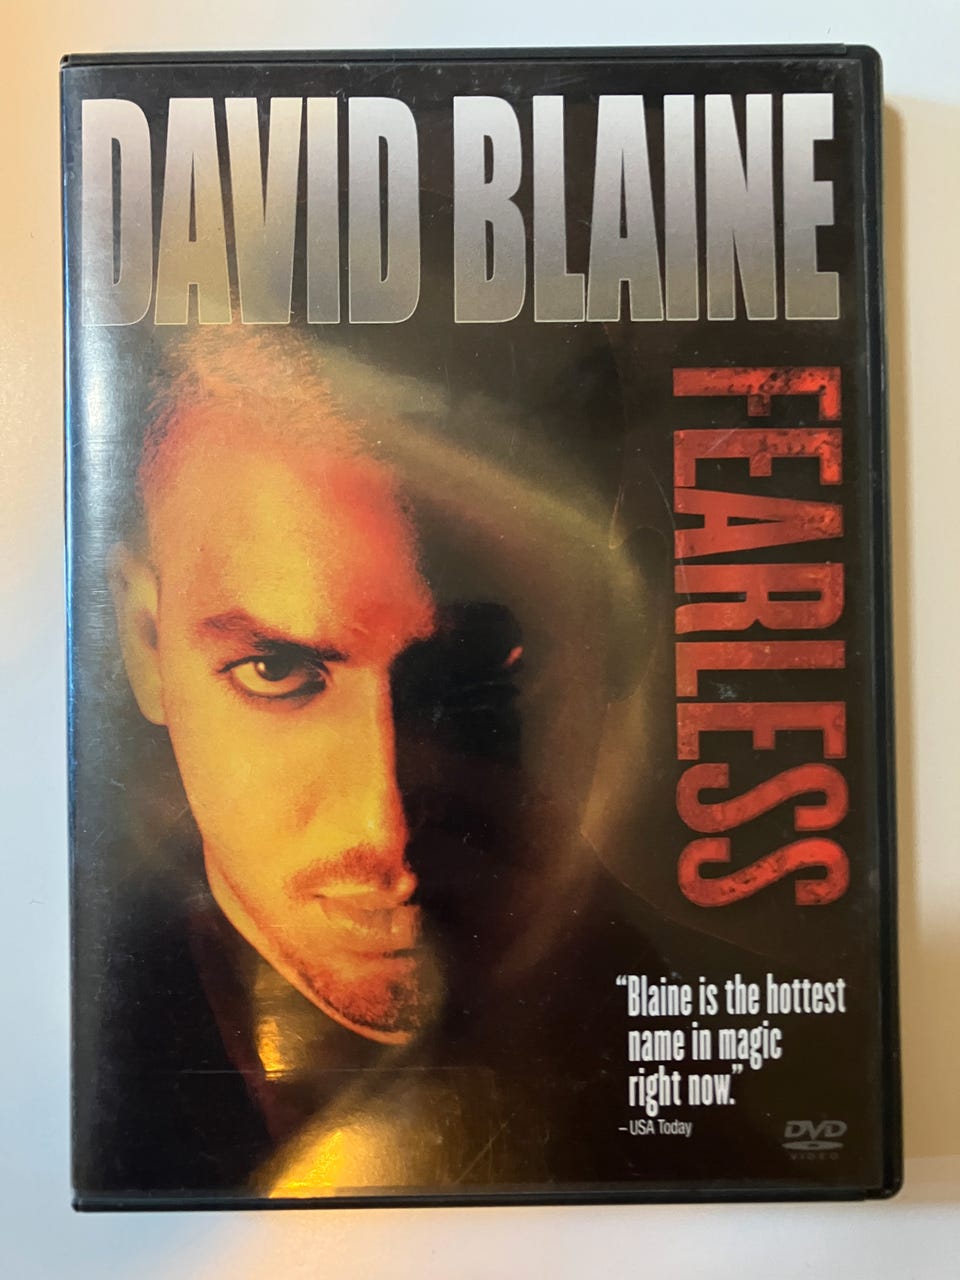 DAVID BLAINE
FEARLESS
“Blaine is the hottest
name in magic
right now.”
– USA Today
DVD
VIDEO